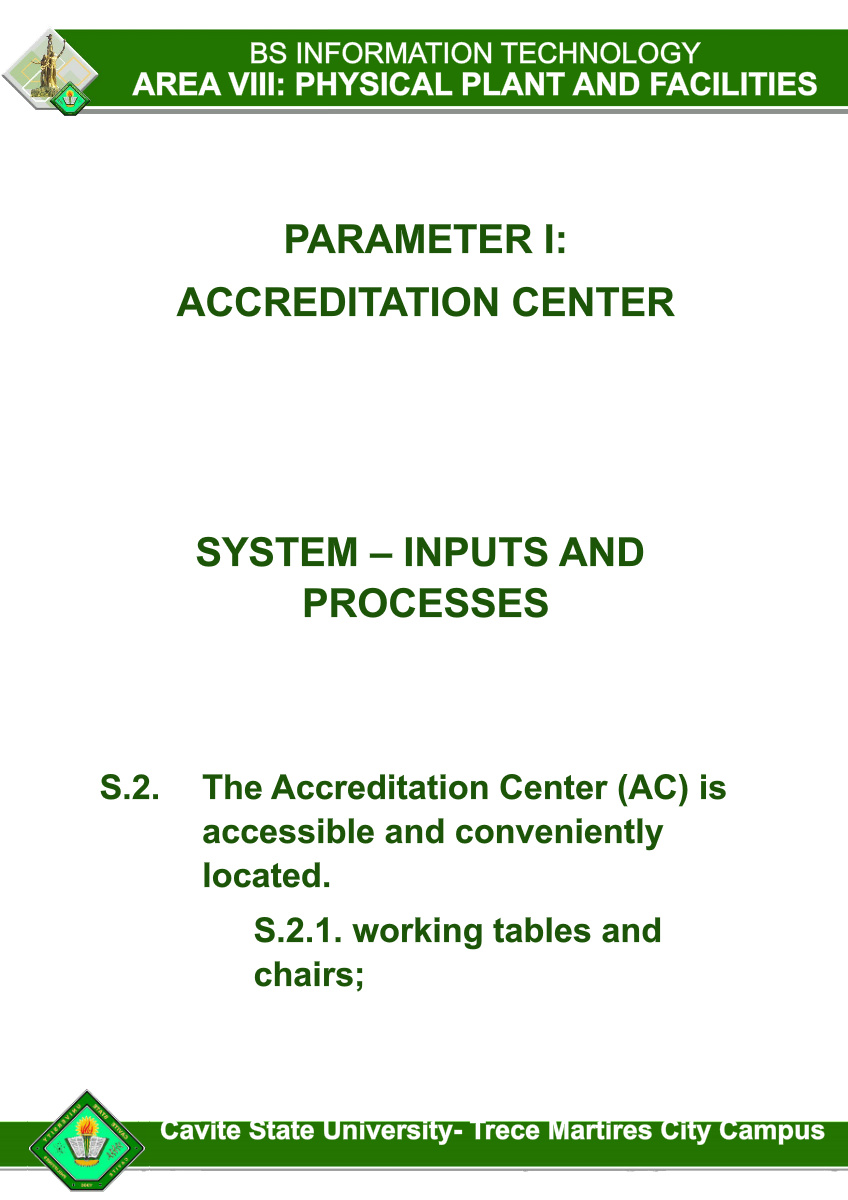 BS INFORMATION TECHNOLOGY
AREA VIII: PHYSICAL PLANT AND FACILITIES
PARAMETER I:
ACCREDITATION CENTER
SYSTEM – INPUTS AND
PROCESSES
S.2. The Accreditation Center (AC) is
accessible and conveniently
located.
S.2.1. working tables and
chairs;
Cavite State University- Trece Martires City Campus